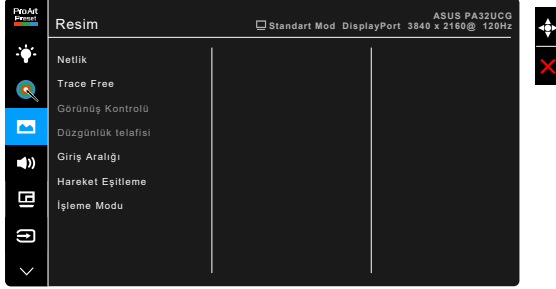 ProArt
Preset
Resim
ASUS PA32UCG
Standart Mod DisplayPort 3840 x 2160@ 120Hz
Netlik
Trace Free
Görünüş Kontrolü
Düzgünlük telafisi
Giriş Aralığı
Hareket Eşitleme
İşleme Modu